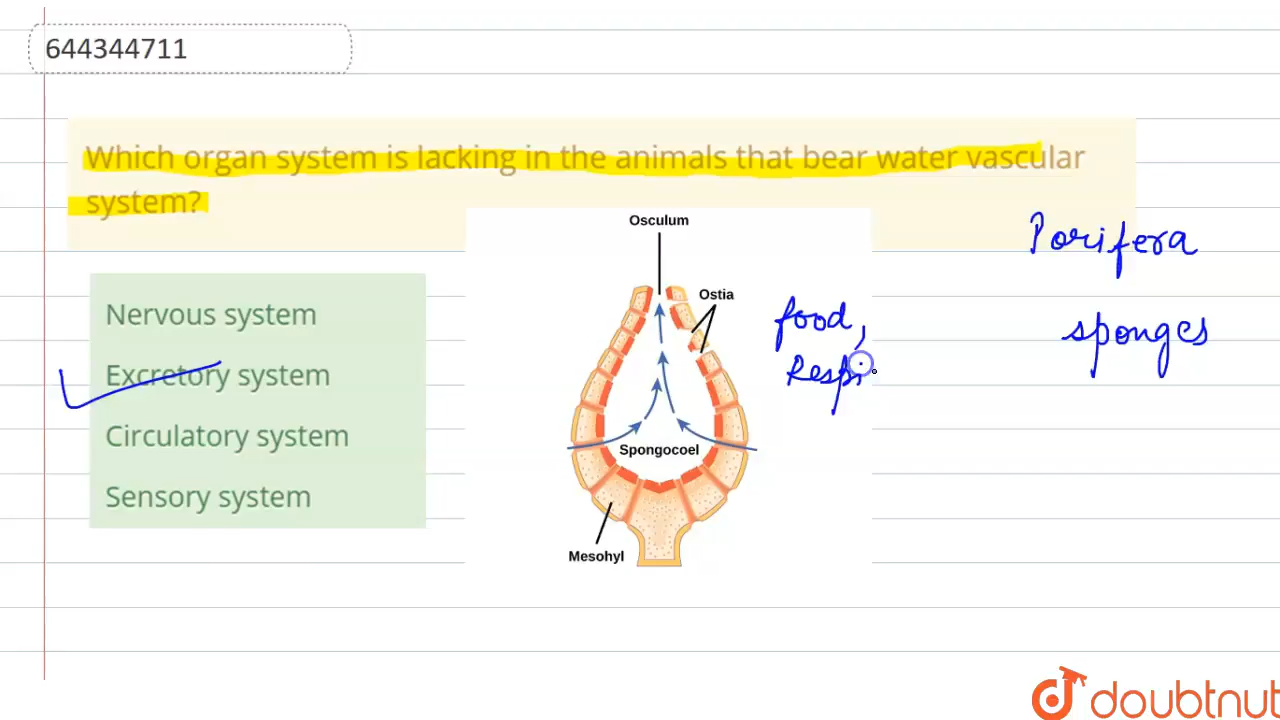 644344711
Which organ system is lacking in the animals that bear water vascular
system?
Nervous system
Excretory system
Circulatory system
Sensory system
Osculum
Ostia
Spongocoel
Mesohyl
food,
Respi
Porifera
sponges
doubtnut